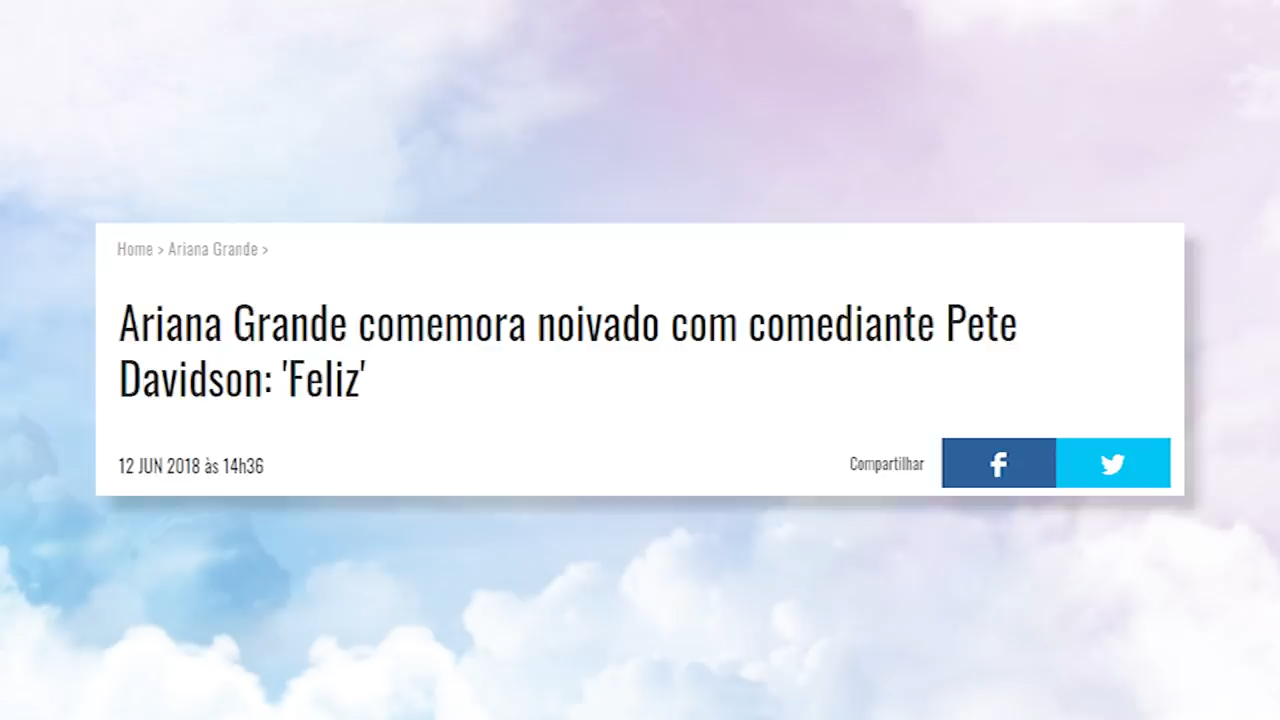 Home > Ariana Grande >
Ariana Grande comemora noivado com comediante Pete
Davidson: 'Feliz'
12 JUN 2018 às 14h36
Compartilhar